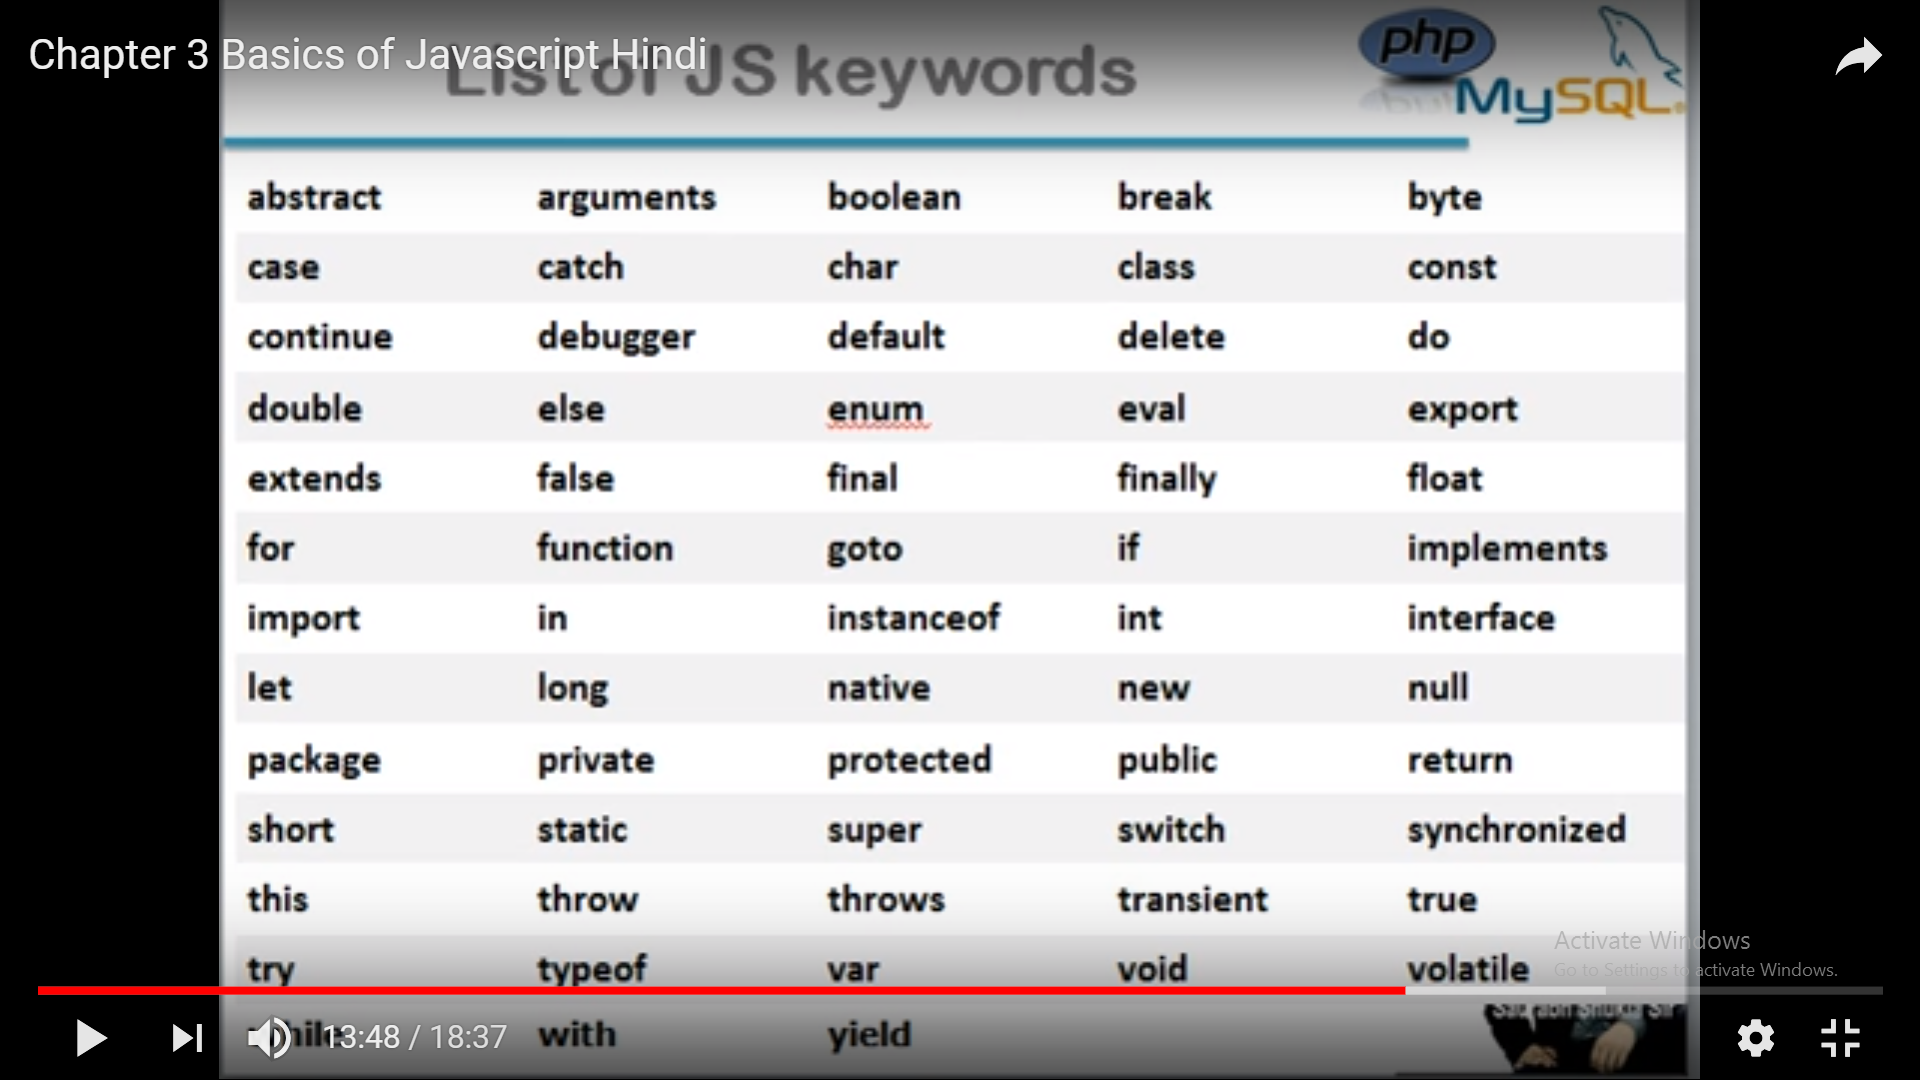 Chapter 3 Basics of Javascript Hindi
List of JS keywords
php
MySQL
abstract arguments boolean break byte
case catch char class const
continue debugger default delete do
double else enum eval export
extends false final finally float
for function goto if implements
import in instanceof int interface
let long native new null
package private protected public return
short static super switch synchronized
this throw throws transient true
try typeof var void volatile
while with yield
Activate Windows
Go to Settings to activate Windows.
Saurabh Shukla Sir
13:48 / 18:37